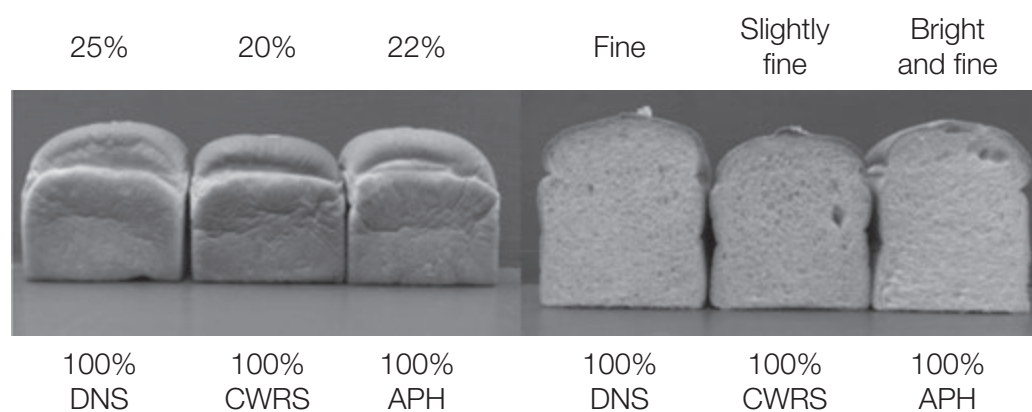 25% 20% 22% Fine Slightly fine Bright and fine
100% DNS 100% CWRS 100% APH 100% DNS 100% CWRS 100% APH